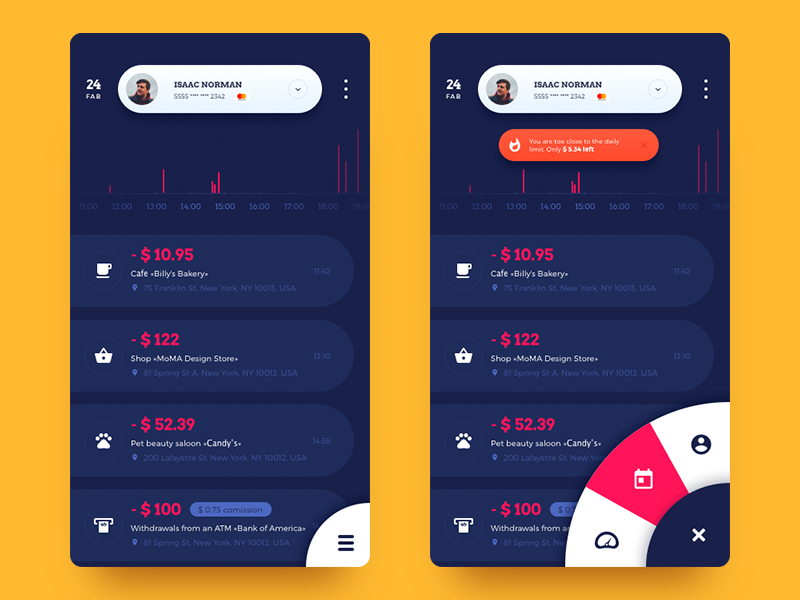 24
FAB
ISAAC NORMAN
5555 **** **** 2342
11:00 12:00 13:00 14:00 15:00 16:00 17:00 18:00 19:0
- $ 10.95
Cafe «Billy's Bakery»
11:42
75 Franklin St, New York, NY 10013, USA
- $ 122
Shop «MoMA Design Store»
13:10
81 Spring St A, New York, NY 10012, USA
- $ 52.39
Pet beauty saloon «Candy's»
14:38
200 Lafayette St, New York, NY 10012, USA
- $ 100
$ 0.75 comission
Withdrawals from an ATM «Bank of America»
81 Spring St, New York, NY 10012, USA
24
FAB
ISAAC NORMAN
5555 **** **** 2342
You are too close to the daily
limit. Only $ 5.34 left
11:00 12:00 13:00 14:00 15:00 16:00 17:00 18:00 19:0
- $ 10.95
Cafe «Billy's Bakery»
11:42
75 Franklin St, New York, NY 10013, USA
- $ 122
Shop «MoMA Design Store»
13:10
81 Spring St A, New York, NY 10012, USA
- $ 52.39
Pet beauty saloon «Candy's»
200 Lafayette St, New York, NY
- $ 100
$ 0.
Withdrawals from an
81 Spring St, New